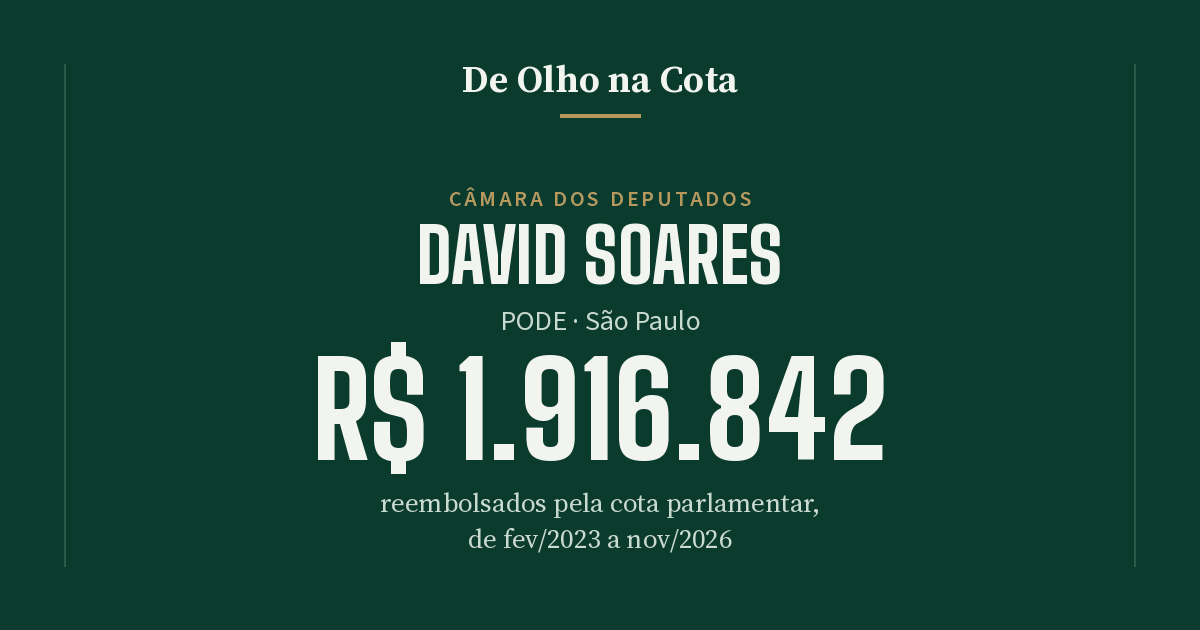 De Olho na Cota
CÂMARA DOS DEPUTADOS
DAVID SOARES
PODE · São Paulo
R$ 1.916.842
reembolsados pela cota parlamentar,
de fev/2023 a nov/2026